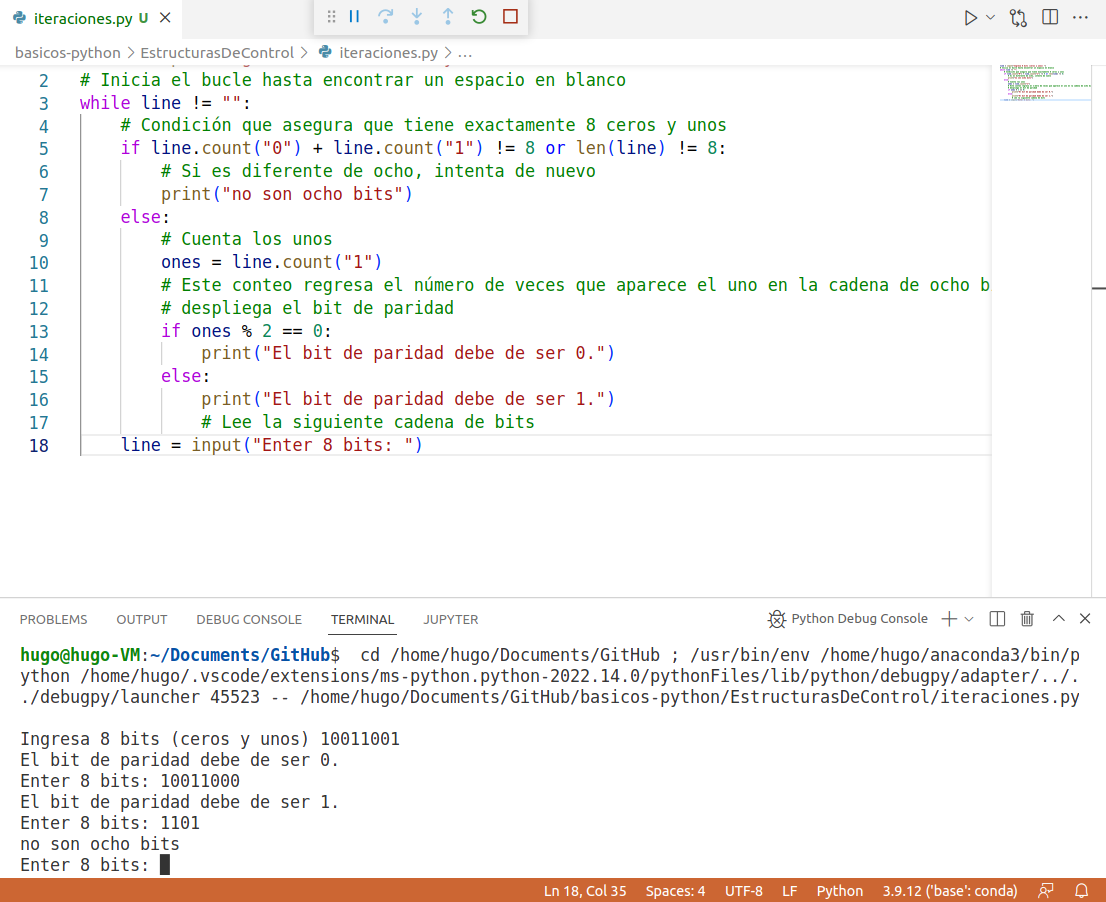 iteraciones.py U
basicos-python > EstructurasDeControl > iteraciones.py > ...
2 # Inicia el bucle hasta encontrar un espacio en blanco
3 while line != "":
4 # Condición que asegura que tiene exactamente 8 ceros y unos
5 if line.count("0") + line.count("1") != 8 or len(line) != 8:
6 # Si es diferente de ocho, intenta de nuevo
7 print("no son ocho bits")
8 else:
9 # Cuenta los unos
10 ones = line.count("1")
11 # Este conteo regresa el número de veces que aparece el uno en la cadena de ocho b
12 # despliega el bit de paridad
13 if ones % 2 == 0:
14 print("El bit de paridad debe de ser 0.")
15 else:
16 print("El bit de paridad debe de ser 1.")
17 # Lee la siguiente cadena de bits
18 line = input("Enter 8 bits: ")
PROBLEMS OUTPUT DEBUG CONSOLE TERMINAL JUPYTER Python Debug Console
hugo@hugo-VM:~/Documents/GitHub$  cd /home/hugo/Documents/GitHub ; /usr/bin/env /home/hugo/anaconda3/bin/p
ython /home/hugo/.vscode/extensions/ms-python.python-2022.14.0/pythonFiles/lib/python/debugpy/adapter/../.
./debugpy/launcher 45523 -- /home/hugo/Documents/GitHub/basicos-python/EstructurasDeControl/iteraciones.py
Ingresa 8 bits (ceros y unos) 10011001
El bit de paridad debe de ser 0.
Enter 8 bits: 10011000
El bit de paridad debe de ser 1.
Enter 8 bits: 1101
no son ocho bits
Enter 8 bits:
Ln 18, Col 35 Spaces: 4 UTF-8 LF Python 3.9.12 ('base': conda)